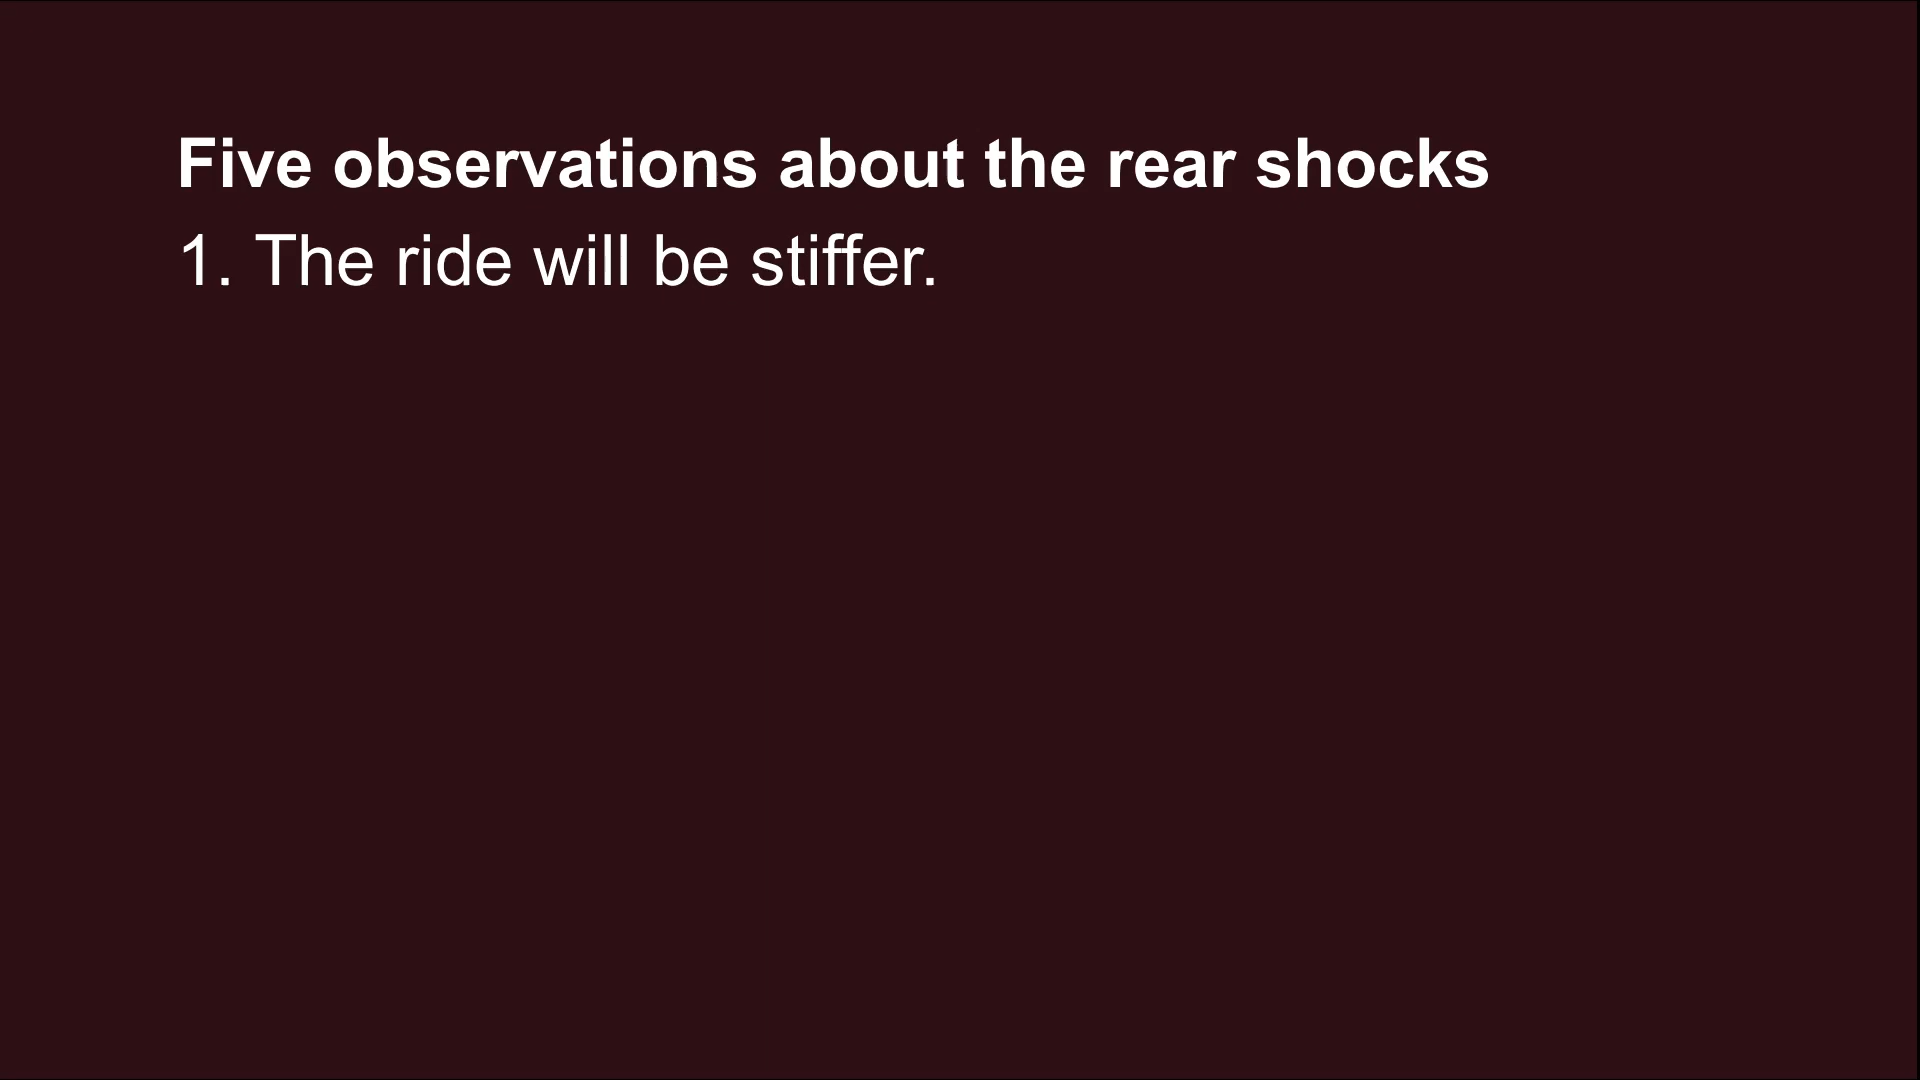 Five observations about the rear shocks
1. The ride will be stiffer.